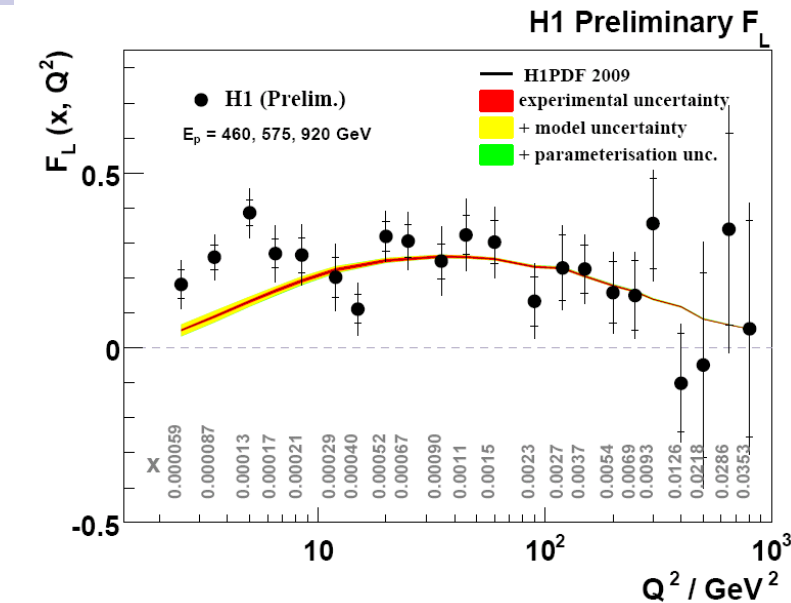 H1 Preliminary F_L
F_L (x, Q²)
H1 (Prelim.)
E_p = 460, 575, 920 GeV
H1PDF 2009
experimental uncertainty
+ model uncertainty
+ parameterisation unc.
0.5
0
-0.5
x 0.000059 0.000087 0.00013 0.00017 0.00021 0.00029 0.00040 0.00052 0.00067 0.00090 0.0011 0.0015 0.0023 0.0027 0.0037 0.0054 0.0069 0.0093 0.0126 0.0218 0.0286 0.0353
10 10² 10³
Q² / GeV²